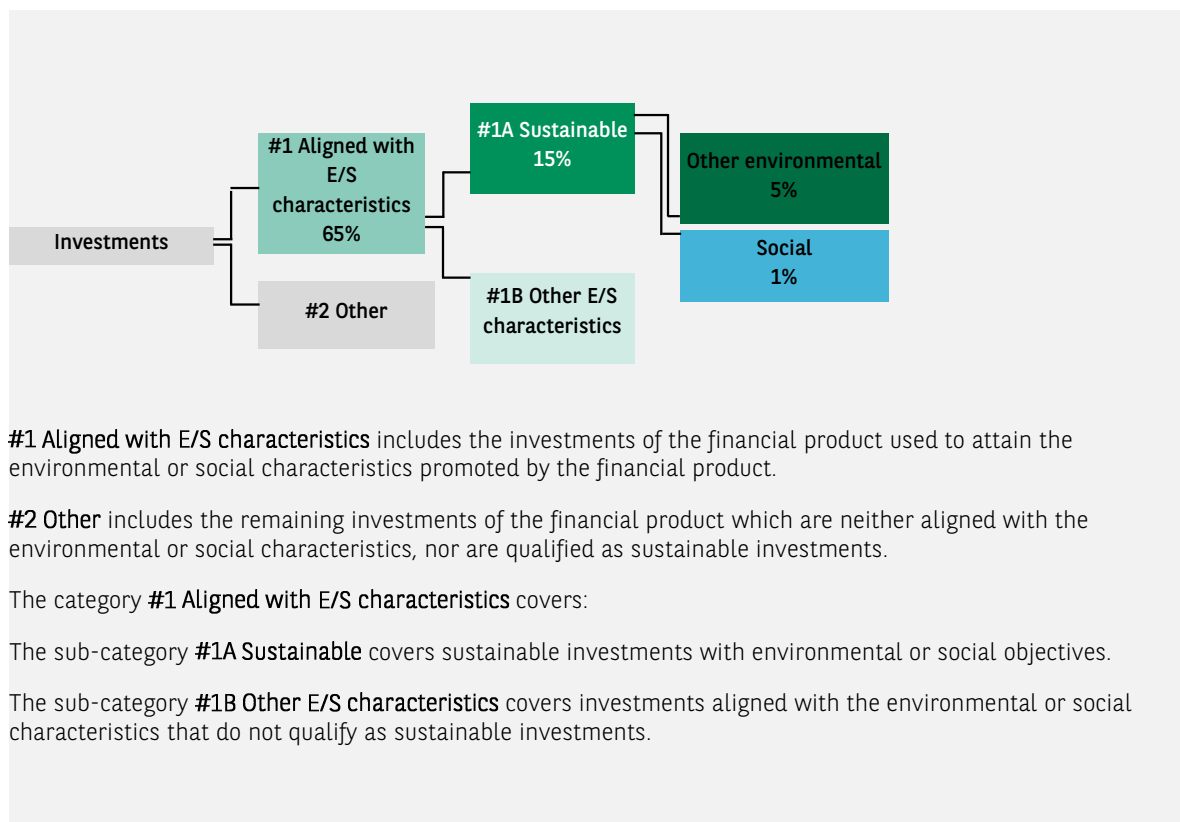 #1A Sustainable
15%
#1 Aligned with
E/S
characteristics
65%
Other environmental
5%
Investments
Social
1%
#2 Other
#1B Other E/S
characteristics
#1 Aligned with E/S characteristics includes the investments of the financial product used to attain the
environmental or social characteristics promoted by the financial product.
#2 Other includes the remaining investments of the financial product which are neither aligned with the
environmental or social characteristics, nor are qualified as sustainable investments.
The category #1 Aligned with E/S characteristics covers:
The sub-category #1A Sustainable covers sustainable investments with environmental or social objectives.
The sub-category #1B Other E/S characteristics covers investments aligned with the environmental or social
characteristics that do not qualify as sustainable investments.